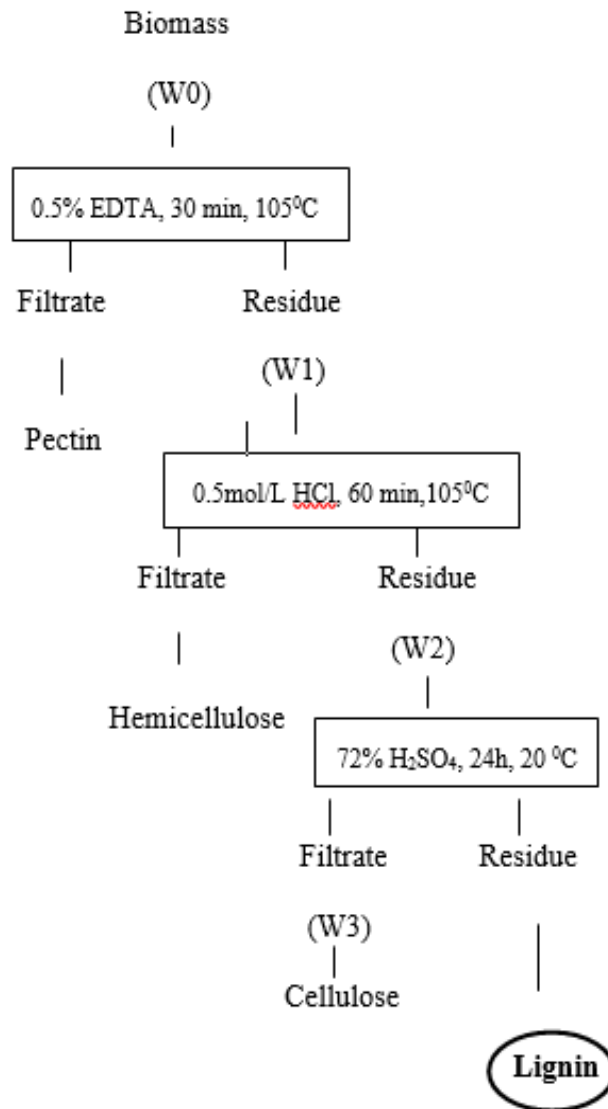 Biomass
(W0)
0.5% EDTA, 30 min, 105⁰C
Filtrate Residue
(W1)
Pectin
0.5mol/L HCl, 60 min,105⁰C
Filtrate Residue
(W2)
Hemicellulose
72% H₂SO₄, 24h, 20 ⁰C
Filtrate Residue
(W3)
Cellulose
Lignin